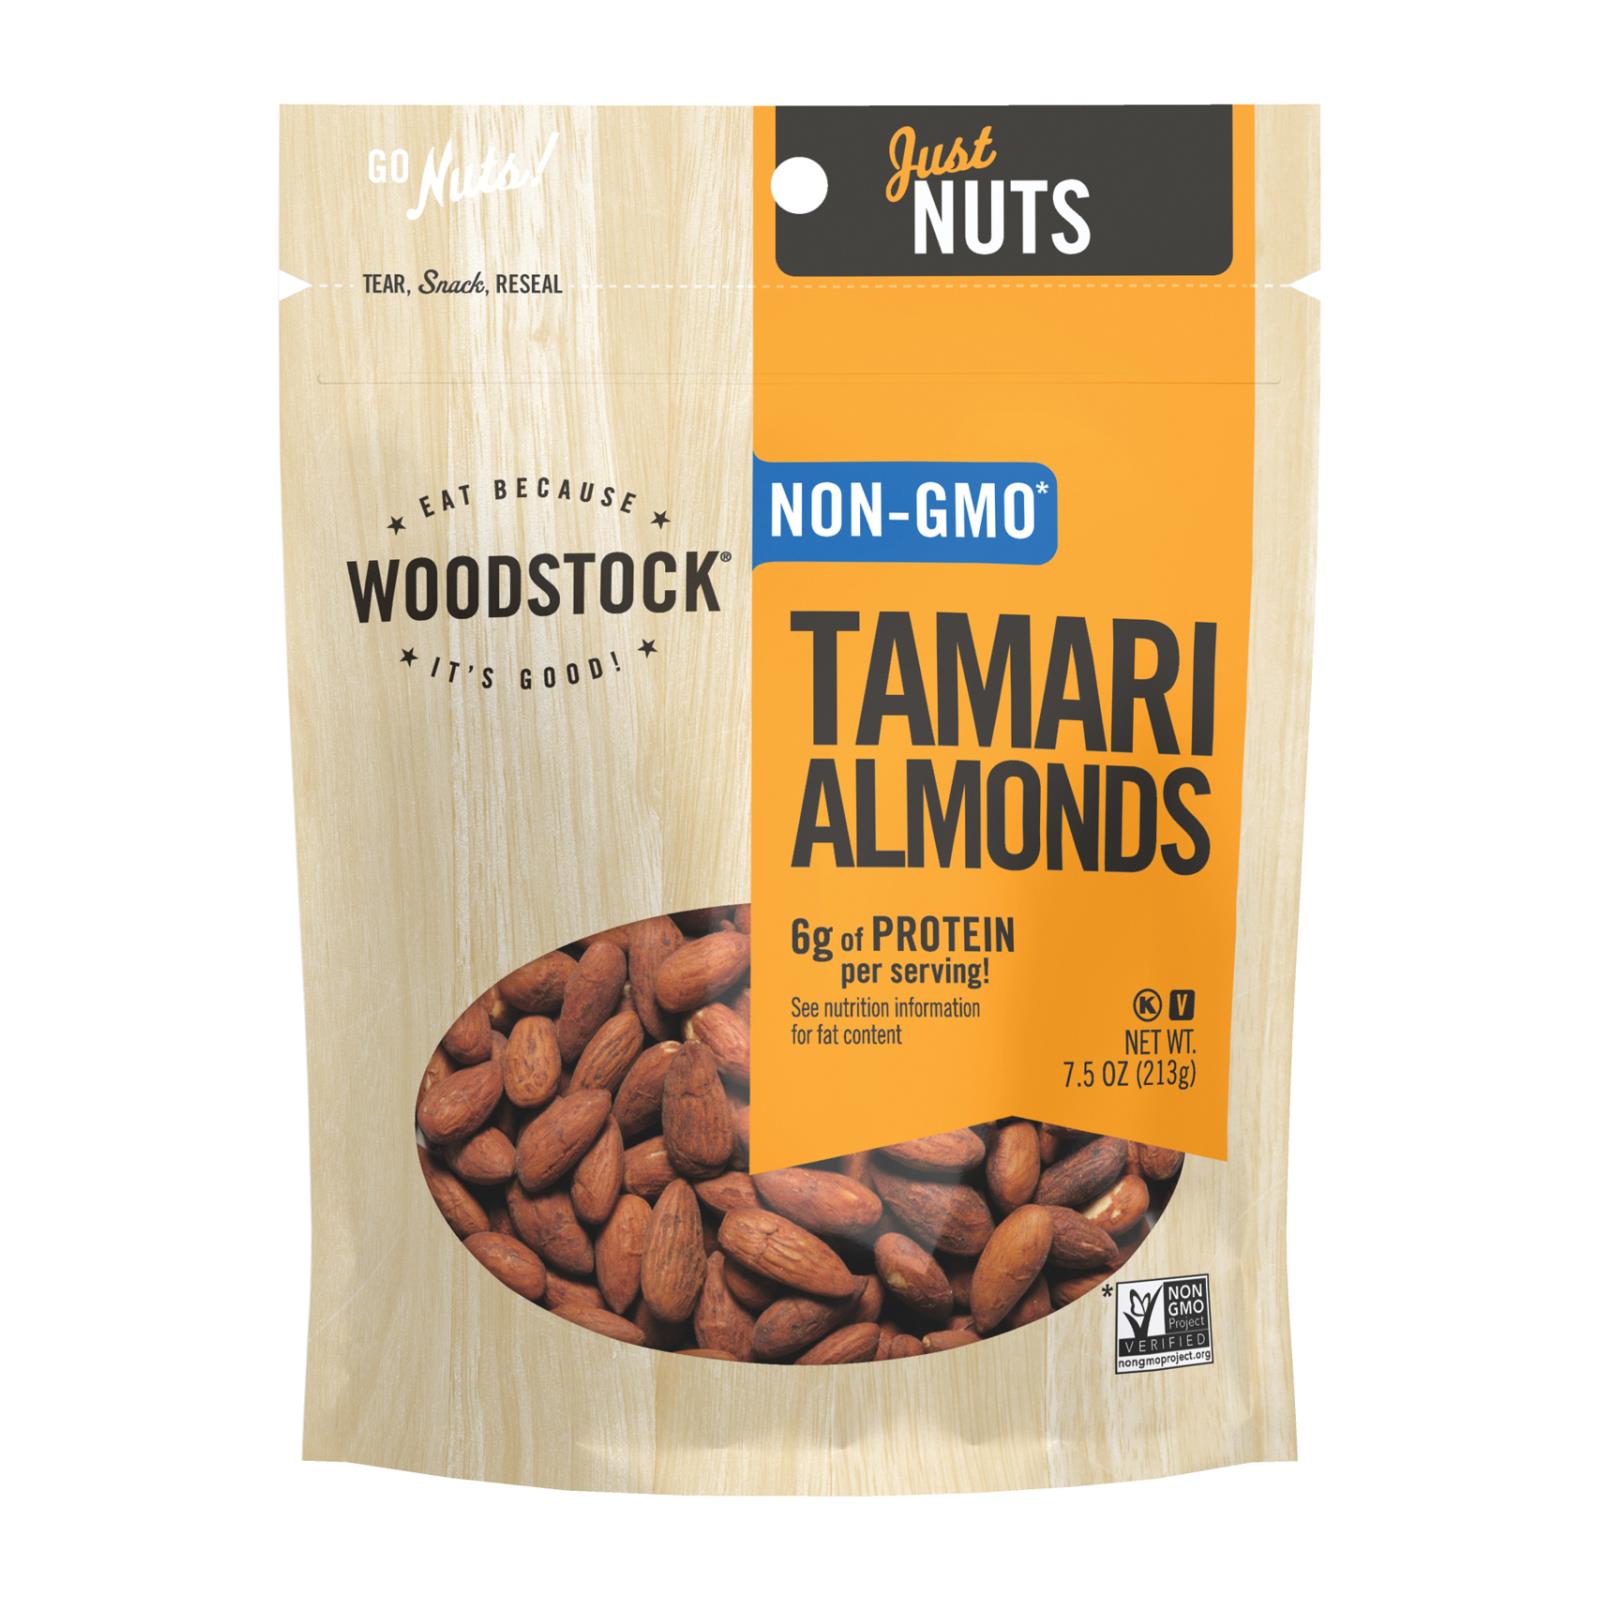 GO Nuts!
Just
NUTS
TEAR, Snack, RESEAL
EAT BECAUSE
WOODSTOCK®
IT'S GOOD!
NON-GMO*
TAMARI
ALMONDS
6g of PROTEIN
per serving!
See nutrition information
for fat content
K V
NET WT.
7.5 OZ (213g)
*
NON
GMO
Project
VERIFIED
nongmoproject.org